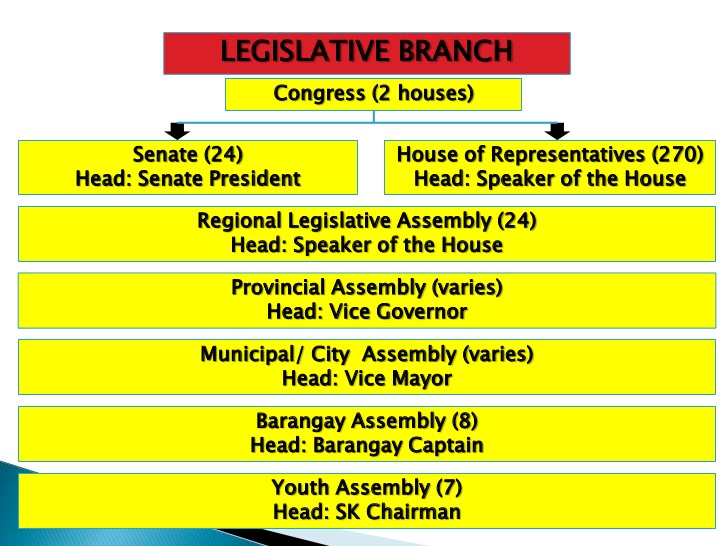 LEGISLATIVE BRANCH
Congress (2 houses)
Senate (24)
Head: Senate President
House of Representatives (270)
Head: Speaker of the House
Regional Legislative Assembly (24)
Head: Speaker of the House
Provincial Assembly (varies)
Head: Vice Governor
Municipal/ City  Assembly (varies)
Head: Vice Mayor
Barangay Assembly (8)
Head: Barangay Captain
Youth Assembly (7)
Head: SK Chairman